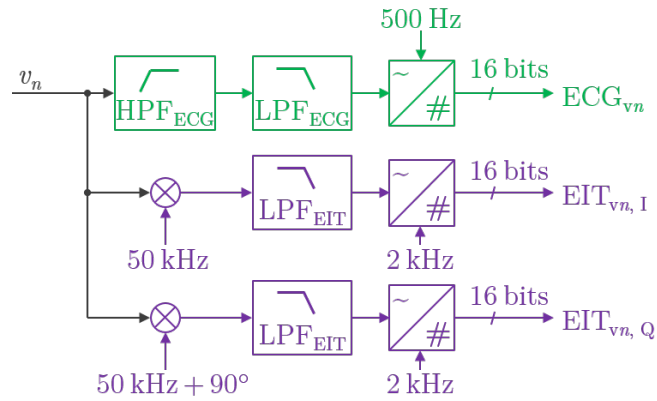 500 Hz
vₙ
16 bits
~
#
HPF_ECG
LPF_ECG
ECG_vn
16 bits
~
#
LPF_EIT
EIT_vn, I
50 kHz
2 kHz
16 bits
~
#
LPF_EIT
EIT_vn, Q
50 kHz + 90°
2 kHz